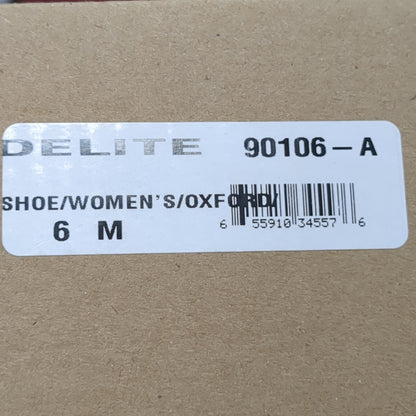 DELITE 90106-A
SHOE/WOMEN'S/OXFORD/
6 M
6 55910 34557 6